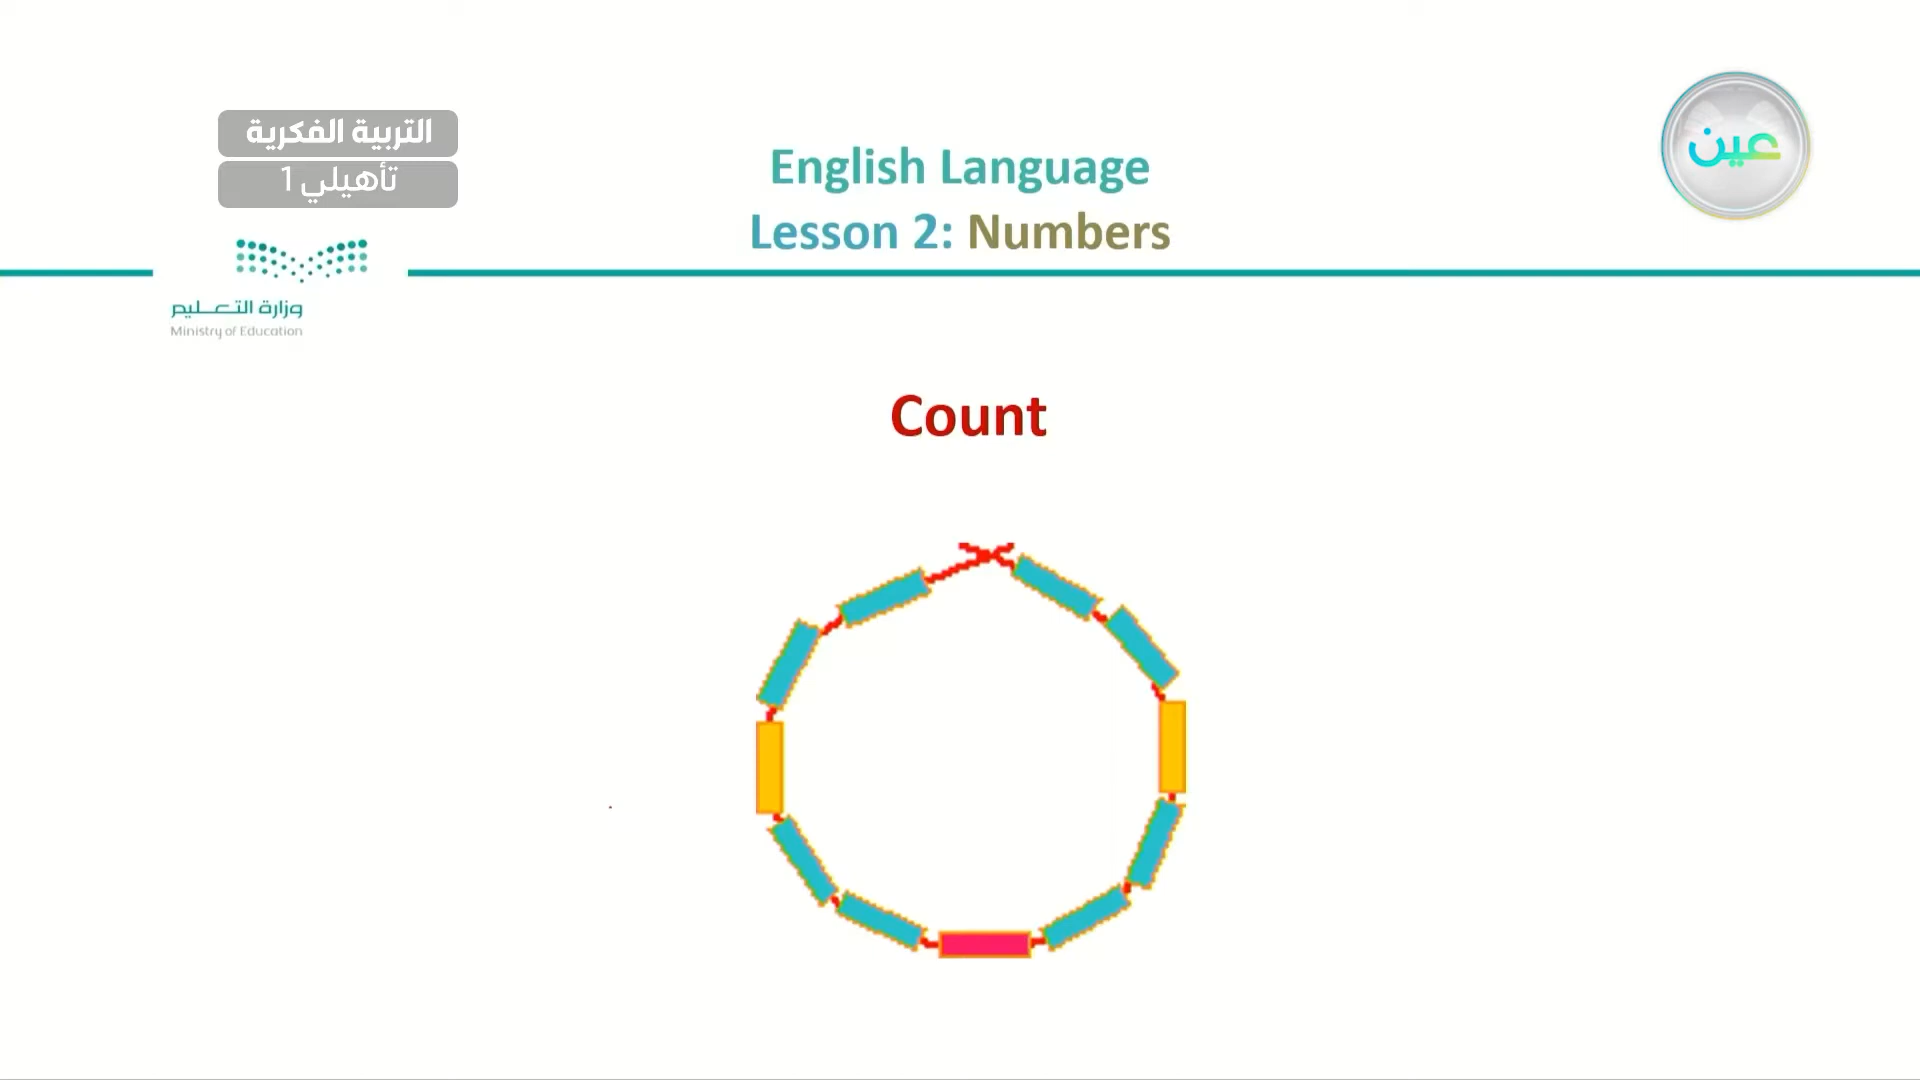 التربية الفكرية
تأهيلي 1
English Language
Lesson 2: Numbers
عين
وزارة التعليم
Ministry of Education
Count